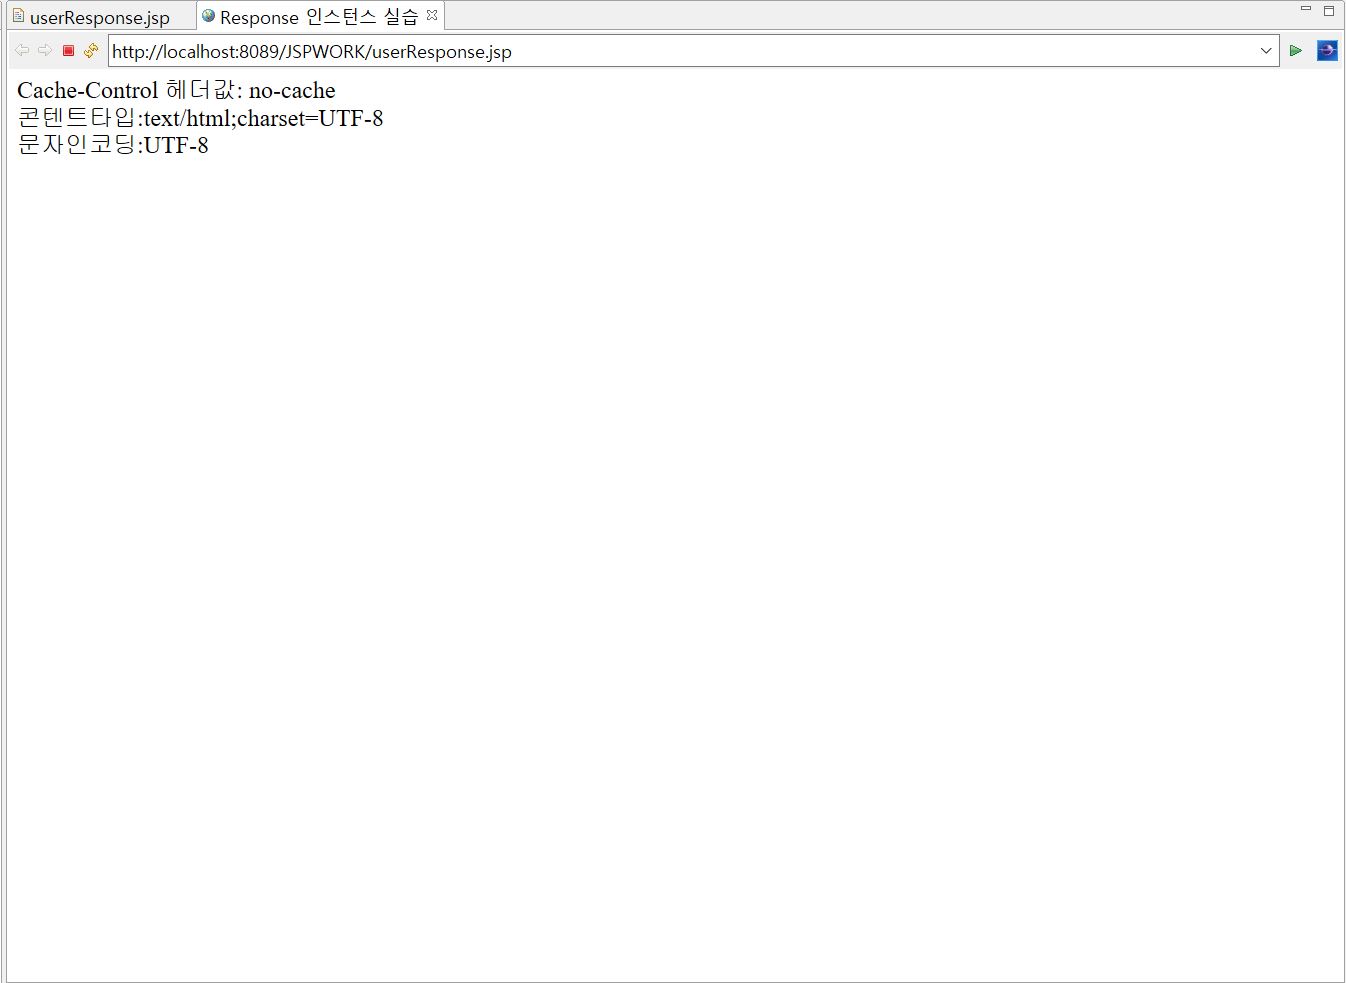 userResponse.jsp
Response 인스턴스 실습
http://localhost:8089/JSPWORK/userResponse.jsp
Cache-Control 헤더값: no-cache
콘텐트타입:text/html;charset=UTF-8
문자인코딩:UTF-8